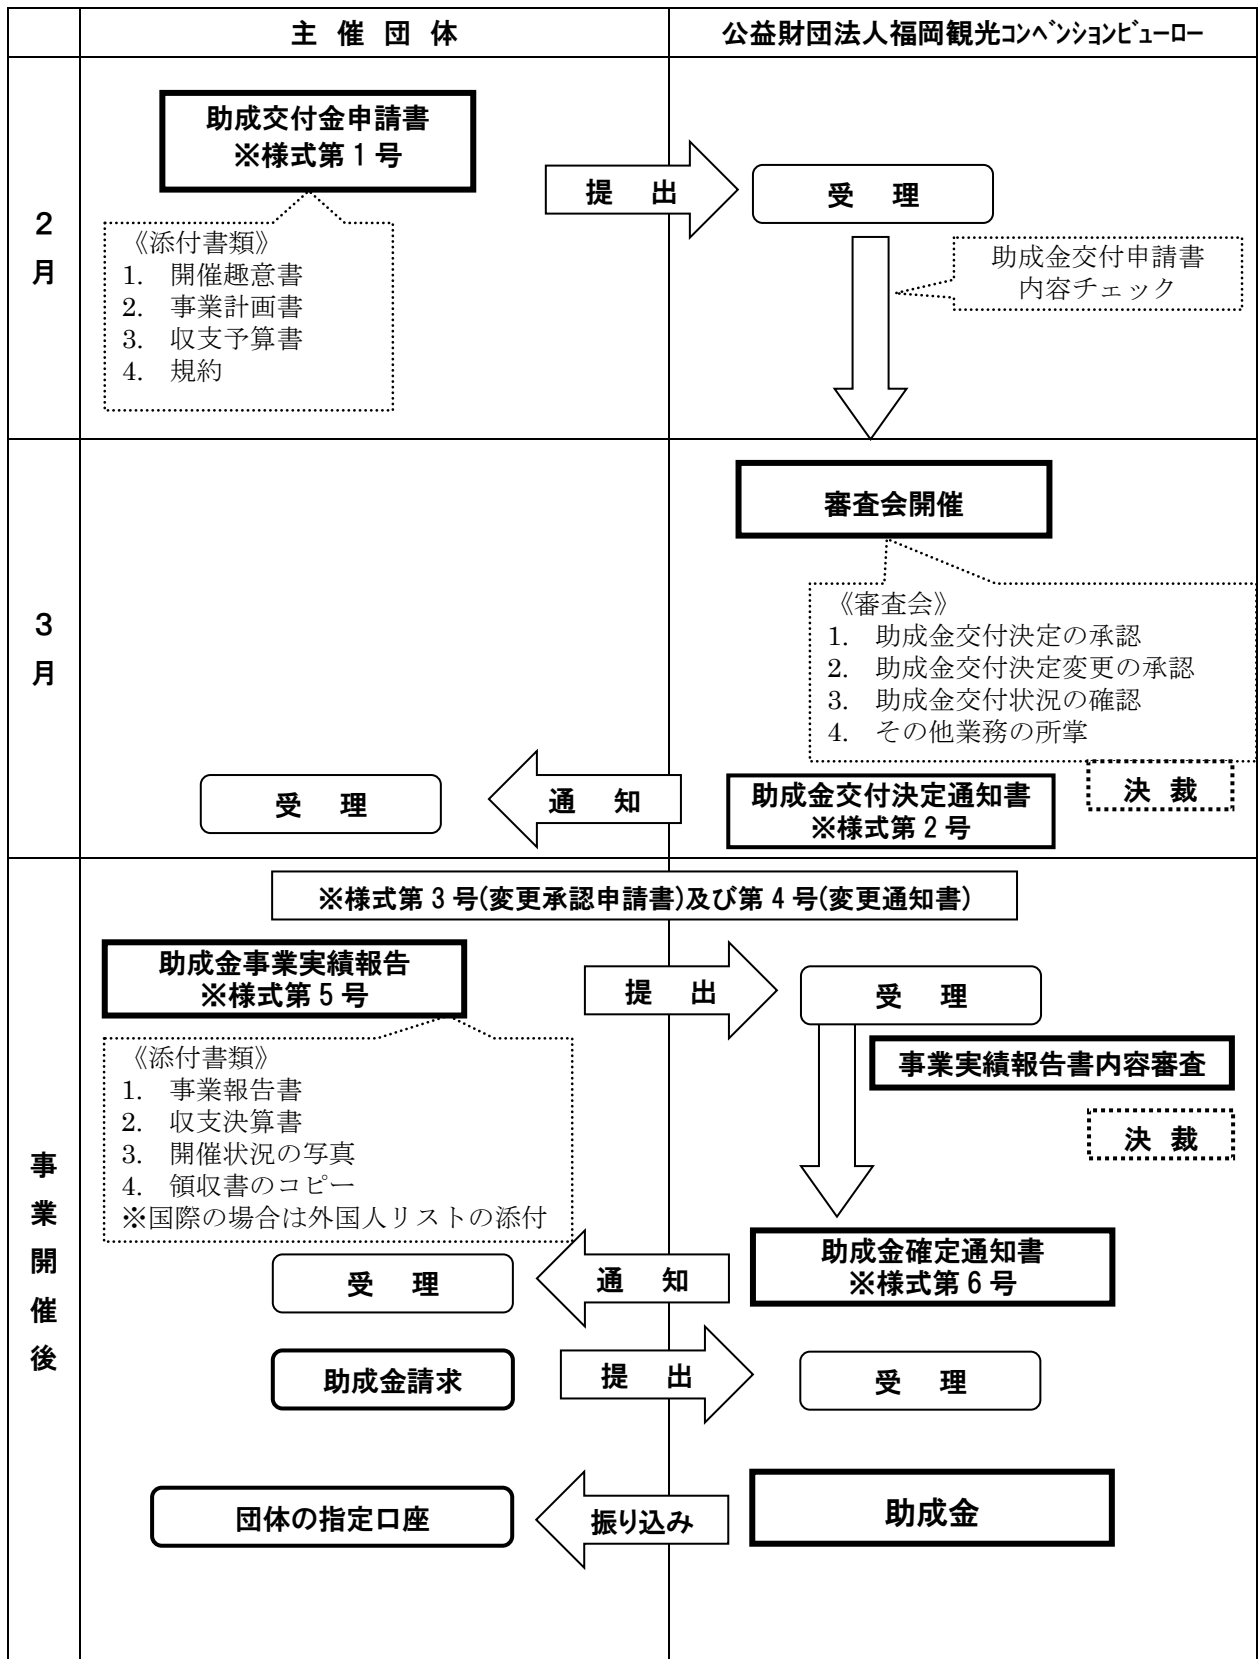 主 催 団 体
公益財団法人福岡観光ｺﾝﾍﾞﾝｼｮﾝﾋﾞｭｰﾛｰ
2
月
助成交付金申請書
※様式第 1 号
提 出
受 理
《添付書類》
1. 開催趣意書
2. 事業計画書
3. 収支予算書
4. 規約
助成金交付申請書
内容チェック
3
月
審査会開催
《審査会》
1. 助成金交付決定の承認
2. 助成金交付決定変更の承認
3. 助成金交付状況の確認
4. その他業務の所掌
決 裁
助成金交付決定通知書
※様式第 2 号
通 知
受 理
事
業
開
催
後
※様式第 3 号(変更承認申請書)及び第 4 号(変更通知書)
助成金事業実績報告
※様式第 5 号
提 出
受 理
《添付書類》
1. 事業報告書
2. 収支決算書
3. 開催状況の写真
4. 領収書のコピー
※国際の場合は外国人リストの添付
事業実績報告書内容審査
決 裁
助成金確定通知書
※様式第 6 号
通 知
受 理
助成金請求
提 出
受 理
助成金
振り込み
団体の指定口座